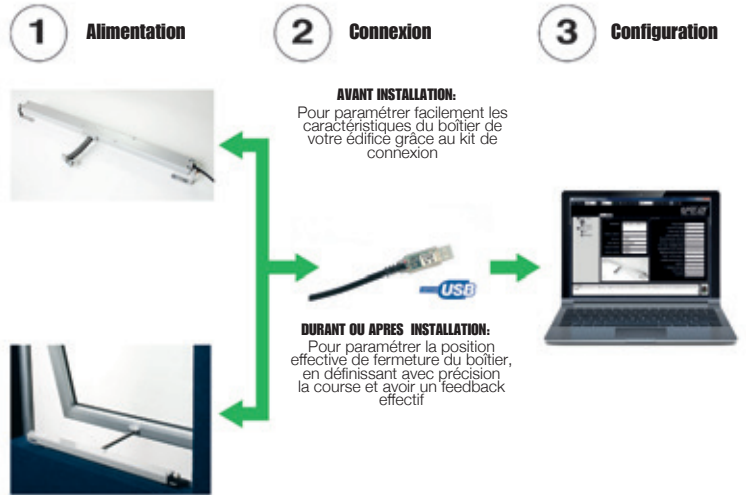 1 Alimentation
2 Connexion
3 Configuration
AVANT INSTALLATION:
Pour paramétrer facilement les
caractéristiques du boîtier de
votre édifice grâce au kit de
connexion
USB
DURANT OU APRES INSTALLATION:
Pour paramétrer la position
effective de fermeture du boîtier,
en définissant avec précision
la course et avoir un feedback
effectif